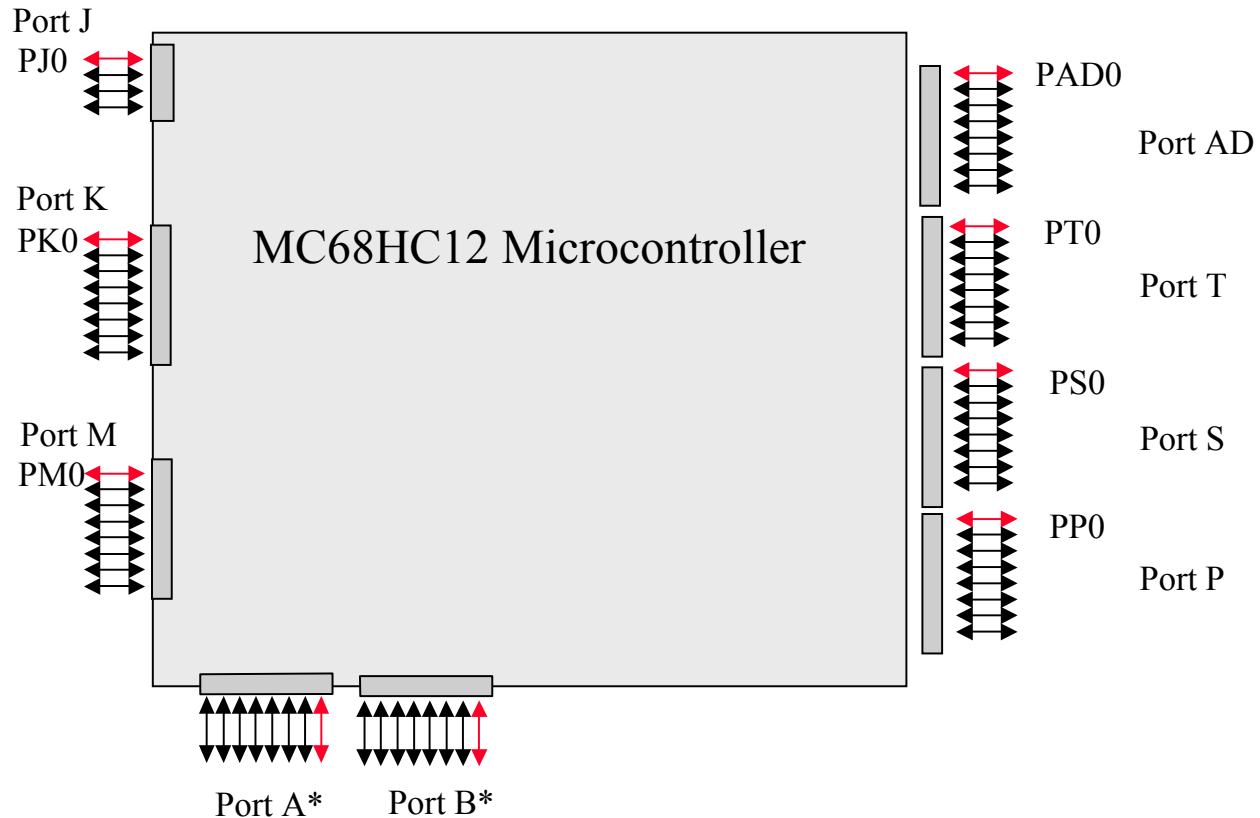 Port J
PJ0
Port K
PK0
Port M
PM0
MC68HC12 Microcontroller
PAD0
Port AD
PT0
Port T
PS0
Port S
PP0
Port P
Port A*
Port B*